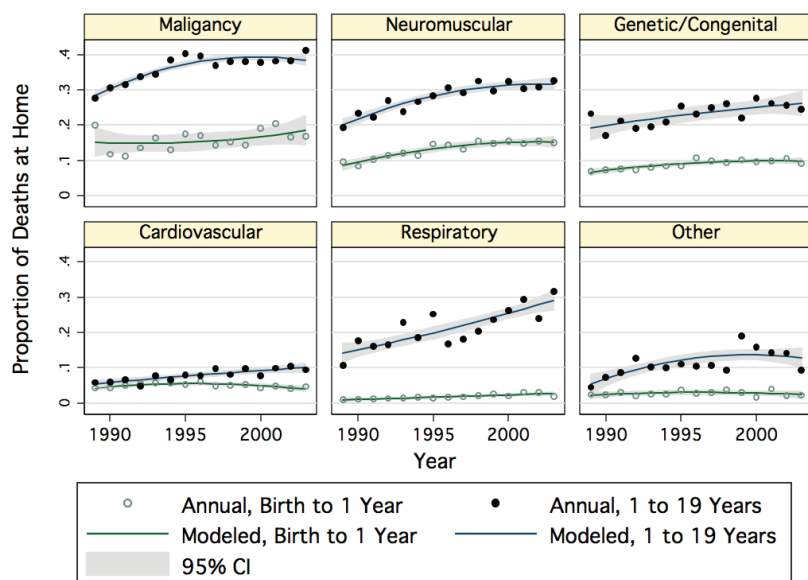 Maligancy Neuromuscular Genetic/Congenital
.4
.3
.2
.1
0
Cardiovascular Respiratory Other
.4
.3
.2
.1
0
Proportion of Deaths at Home
1990 1995 2000 1990 1995 2000 1990 1995 2000
Year
Annual, Birth to 1 Year Annual, 1 to 19 Years
Modeled, Birth to 1 Year Modeled, 1 to 19 Years
95% CI